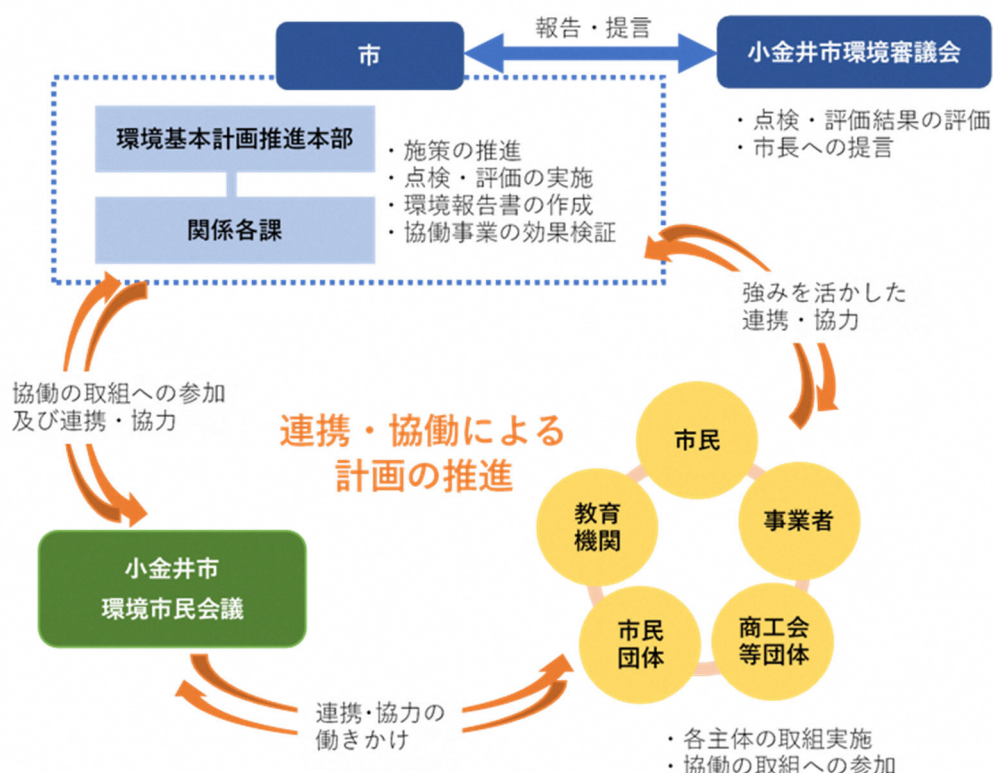 市
報告・提言
小金井市環境審議会
・点検・評価結果の評価
・市長への提言
環境基本計画推進本部
関係各課
・施策の推進
・点検・評価の実施
・環境報告書の作成
・協働事業の効果検証
強みを活かした
連携・協力
協働の取組への参加
及び連携・協力
連携・協働による
計画の推進
市民
教育
機関
事業者
市民
団体
商工会
等団体
小金井市
環境市民会議
連携・協力の
働きかけ
・各主体の取組実施
・協働の取組への参加